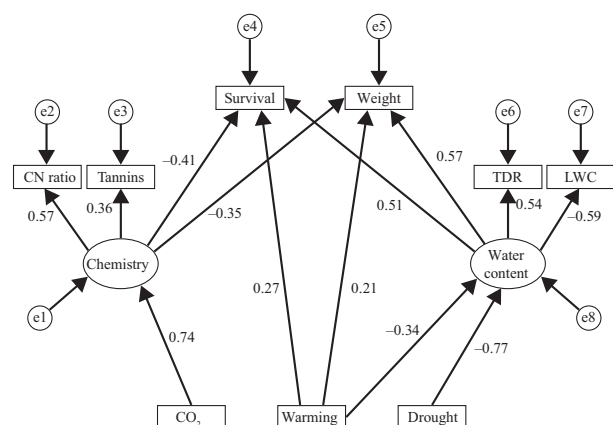 e4
e5
e2
e3
Survival
Weight
e6
e7
–0.41
0.57
CN ratio
Tannins
TDR
LWC
0.57
0.36
–0.35
0.51
0.54
–0.59
Chemistry
Water
content
0.27
0.21
e1
e8
0.74
–0.34
–0.77
CO₂
Warming
Drought